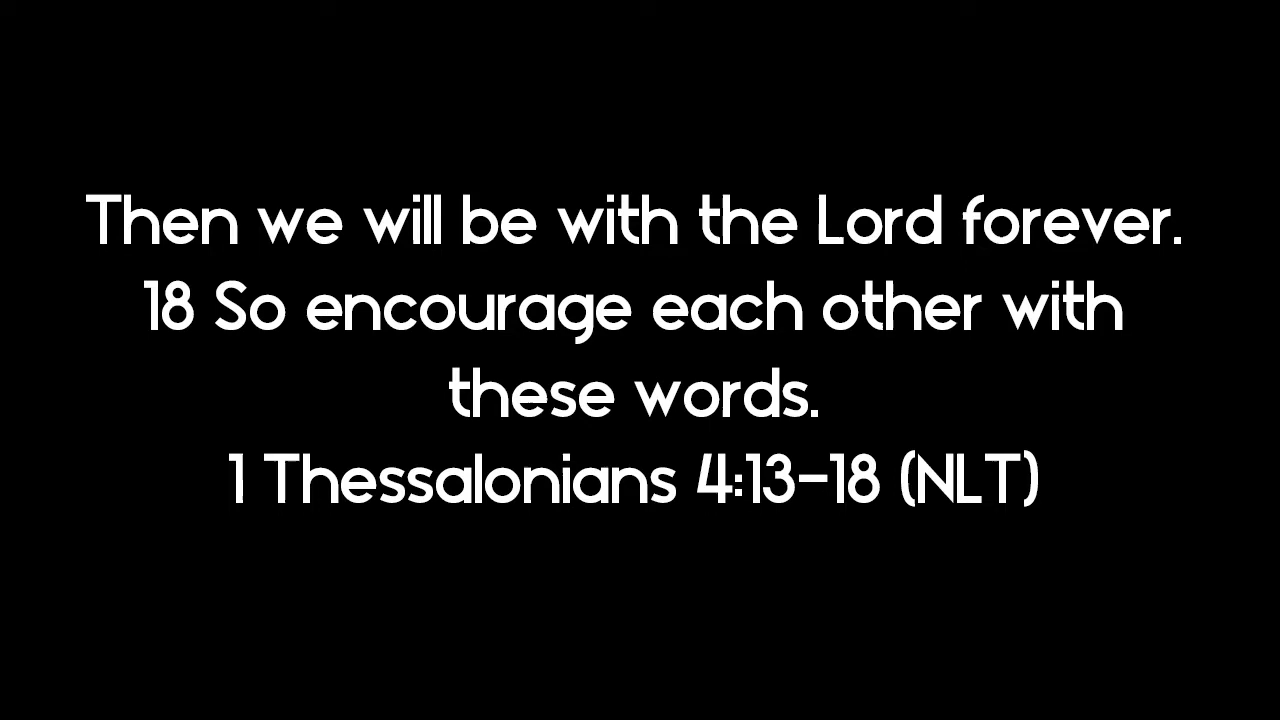 Then we will be with the Lord forever.
18 So encourage each other with
these words.
1 Thessalonians 4:13-18 (NLT)